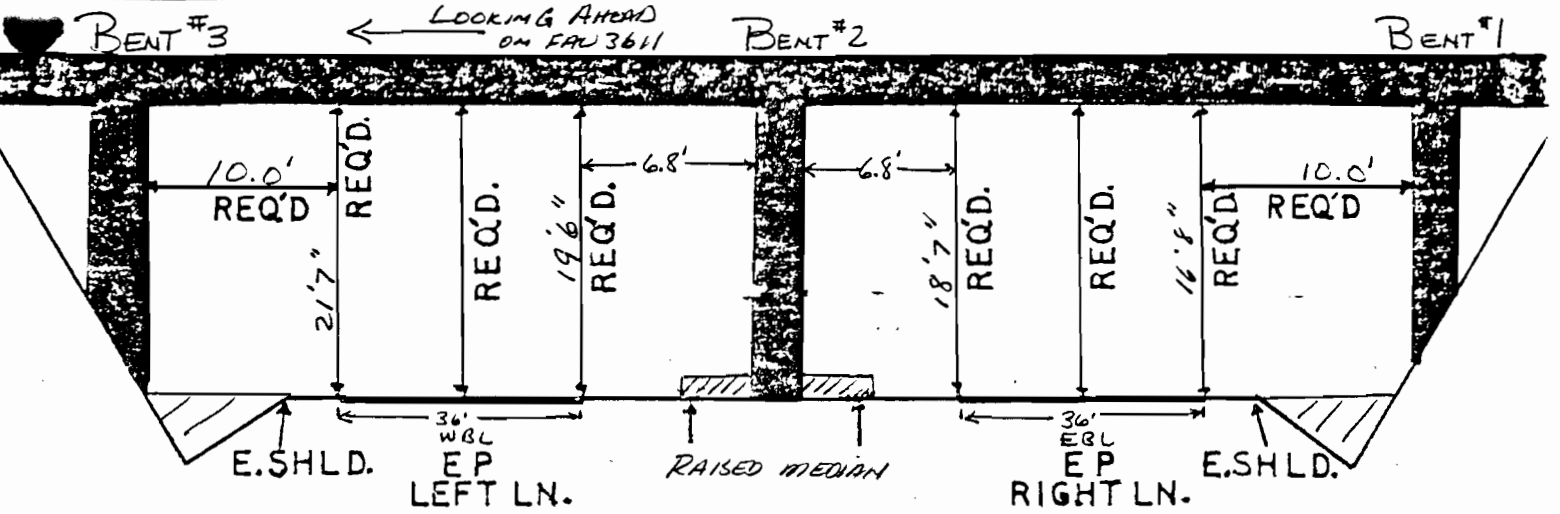 BENT #3
LOOKING AHEAD
ON FAU 3611
BENT #2
BENT #1
10.0'
REQ'D
21'7"
REQ'D.
REQ'D.
19'6"
REQ'D.
6.8'
6.8'
18'7"
REQ'D.
REQ'D.
16'8"
REQ'D.
10.0'
REQ'D
36'
WBL
E.SHLD.
EP
LEFT LN.
RAISED MEDIAN
36'
EBL
EP
RIGHT LN.
E.SHLD.